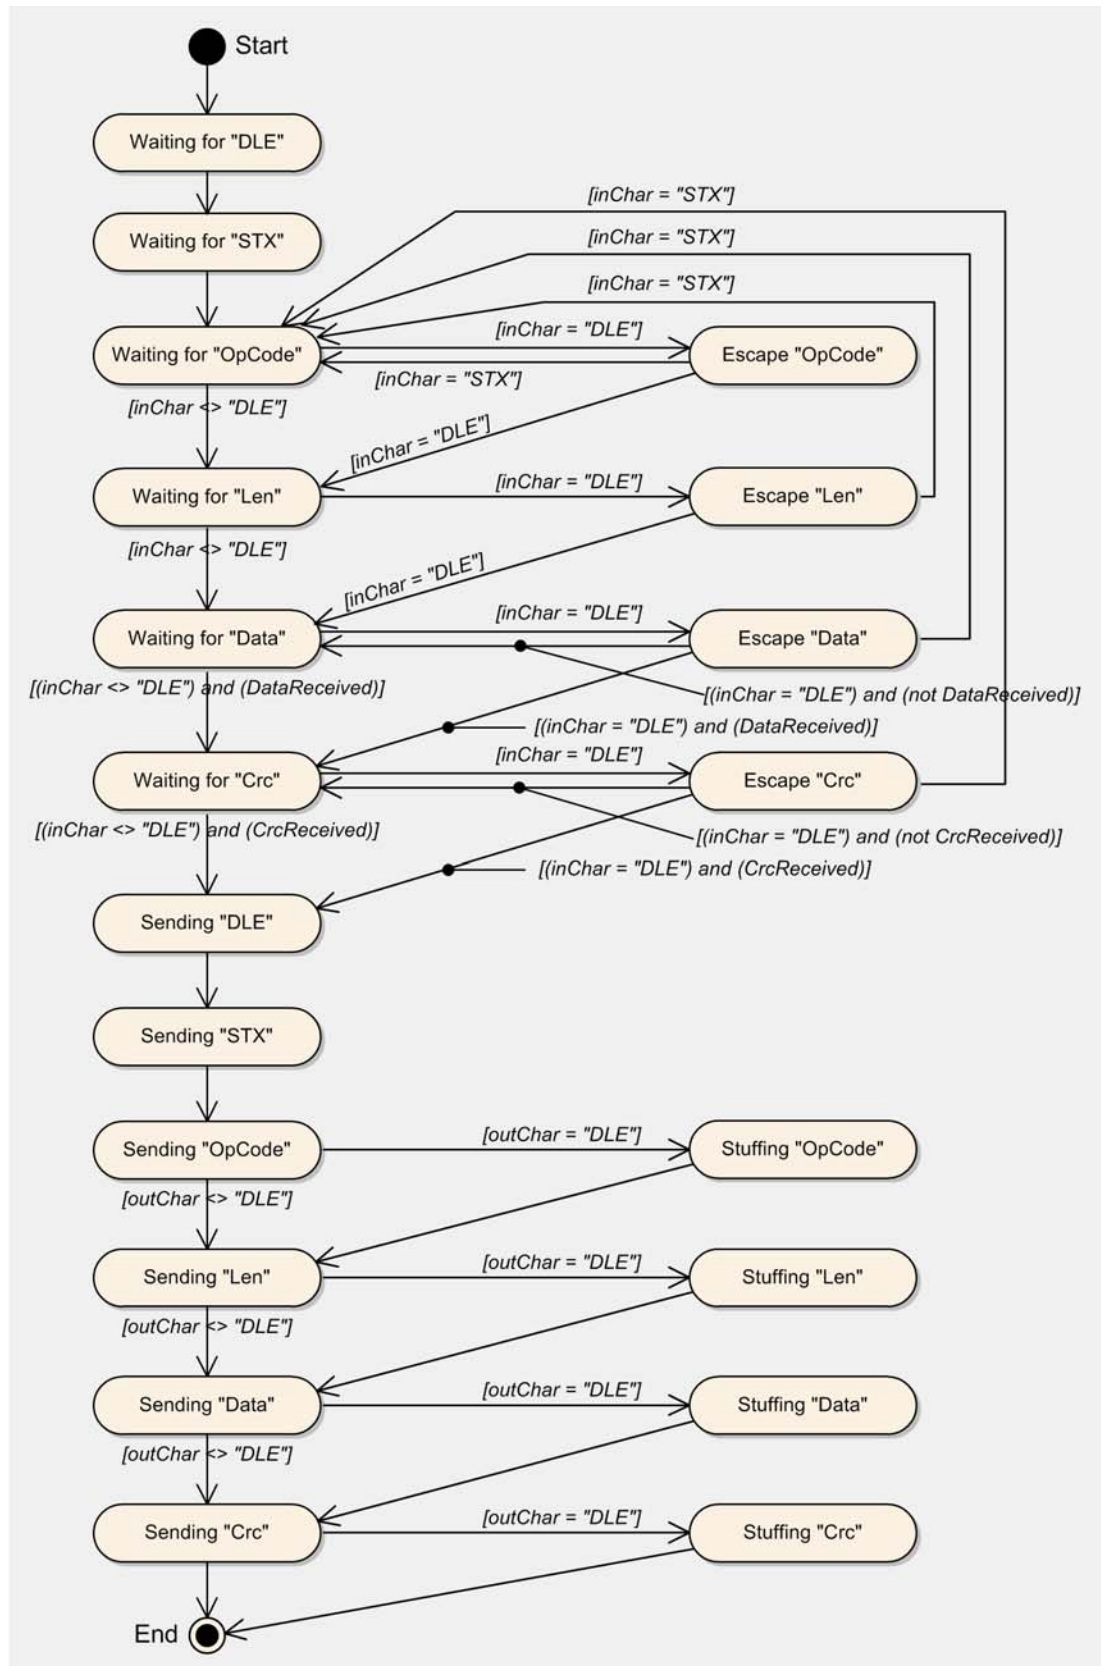 Start
Waiting for "DLE"
[inChar = "STX"]
Waiting for "STX"
[inChar = "STX"]
[inChar = "STX"]
[inChar = "DLE"]
Waiting for "OpCode"
Escape "OpCode"
[inChar = "STX"]
[inChar <> "DLE"]
[inChar = "DLE"]
[inChar = "DLE"]
Waiting for "Len"
Escape "Len"
[inChar <> "DLE"]
[inChar = "DLE"]
[inChar = "DLE"]
Waiting for "Data"
Escape "Data"
[(inChar <> "DLE") and (DataReceived)]
[(inChar = "DLE") and (not DataReceived)]
[(inChar = "DLE") and (DataReceived)]
[inChar = "DLE"]
Waiting for "Crc"
Escape "Crc"
[(inChar <> "DLE") and (CrcReceived)]
[(inChar = "DLE") and (not CrcReceived)]
[(inChar = "DLE") and (CrcReceived)]
Sending "DLE"
Sending "STX"
[outChar = "DLE"]
Sending "OpCode"
Stuffing "OpCode"
[outChar <> "DLE"]
[outChar = "DLE"]
Sending "Len"
Stuffing "Len"
[outChar <> "DLE"]
[outChar = "DLE"]
Sending "Data"
Stuffing "Data"
[outChar <> "DLE"]
[outChar = "DLE"]
Sending "Crc"
Stuffing "Crc"
End